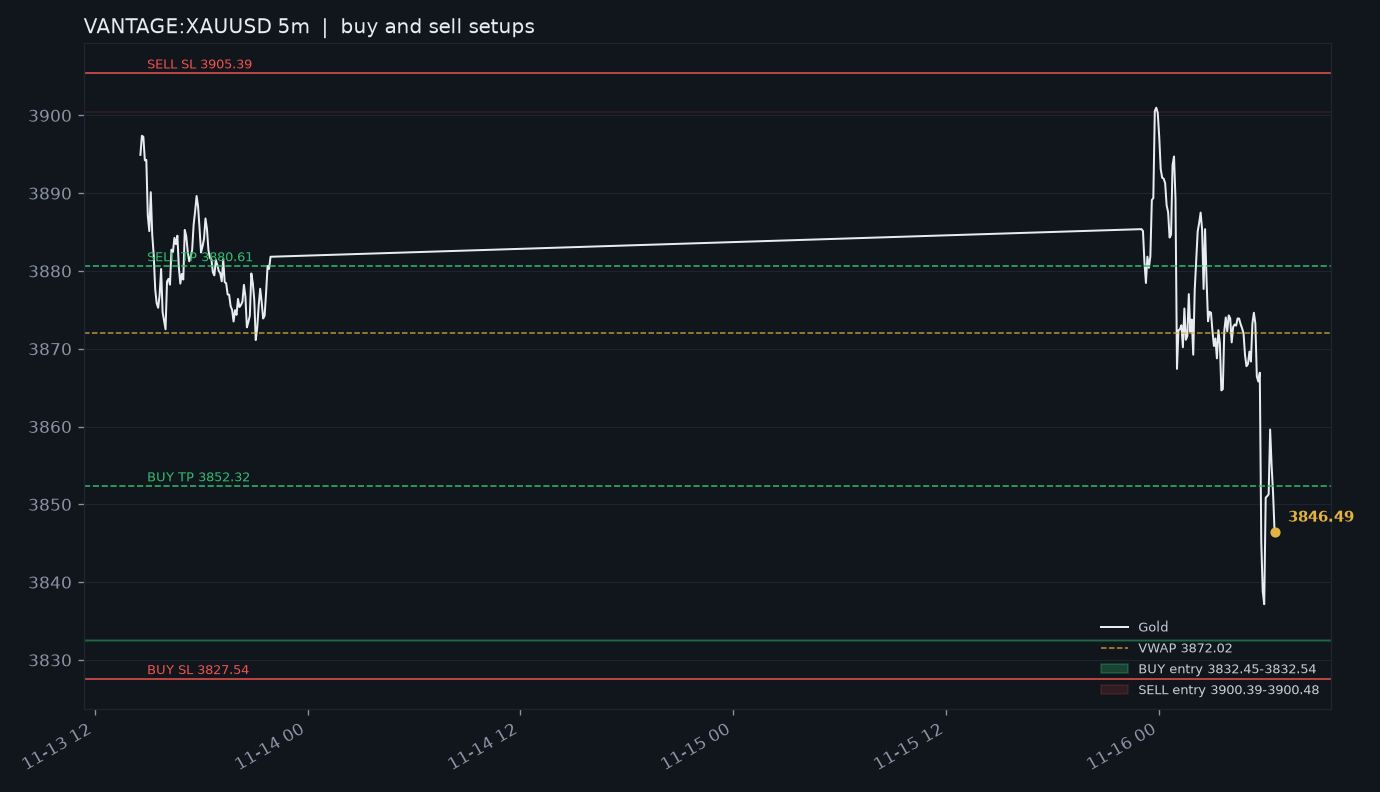 VANTAGE:XAUUSD 5m | buy and sell setups
SELL SL 3905.39
3900
3890
SELL TP 3880.61
3880
3870
3860
BUY TP 3852.32
3850
3846.49
3840
3830
BUY SL 3827.54
Gold
VWAP 3872.02
BUY entry 3832.45-3832.54
SELL entry 3900.39-3900.48
11-13 12
11-14 00
11-14 12
11-15 00
11-15 12
11-16 00